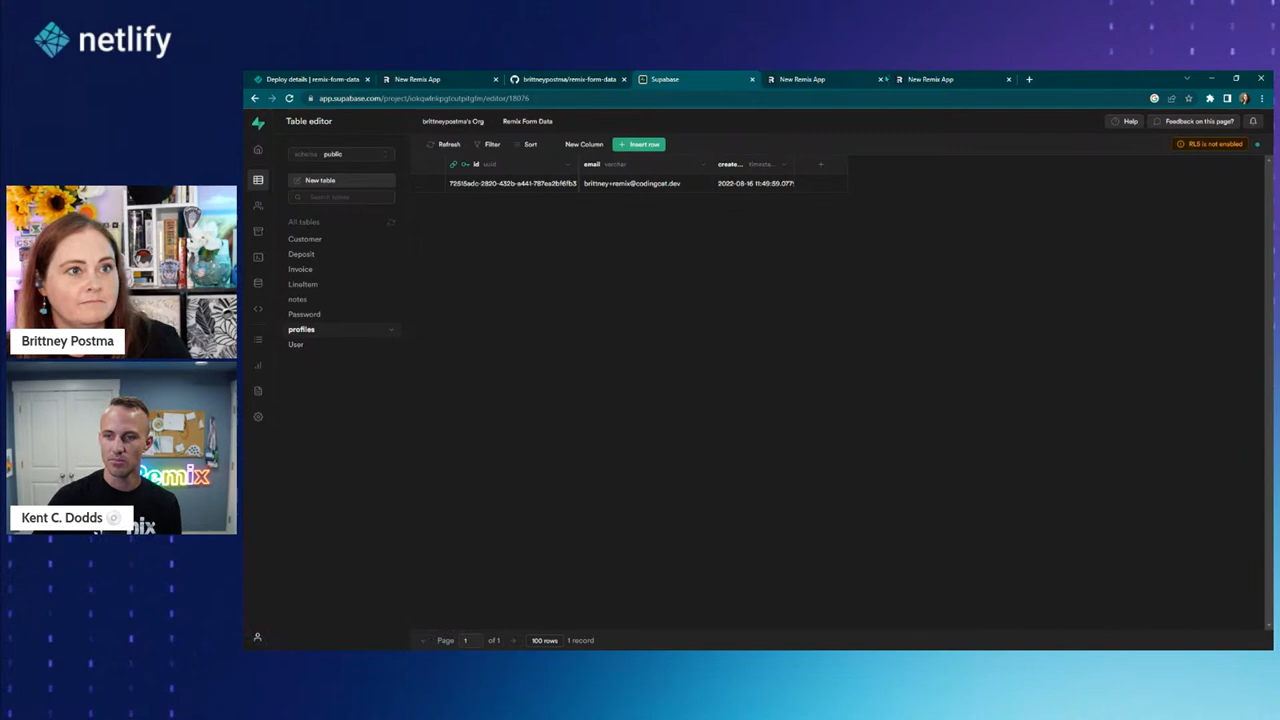 netlify
Deploy details | remix-form-data
New Remix App
brittneypostma/remix-form-data
Supabase
New Remix App
New Remix App
app.supabase.com/project/iokqwlnkpgtcutpitgfm/editor/18076
Table editor
brittneypostma's Org
Remix Form Data
Help
Feedback on this page?
schema public
Refresh
Filter
Sort
New Column
+ Insert row
RLS is not enabled
New table
Search tables
id uuid
email varchar
create... timesta...
72515adc-2820-432b-a441-787ea2bf6fb3
brittney+remix@codingcat.dev
2022-08-16 11:49:59.077
All tables
Customer
Deposit
Invoice
LineItem
notes
Password
profiles
User
Brittney Postma
Remix
Kent C. Dodds
Page 1 of 1
100 rows
1 record